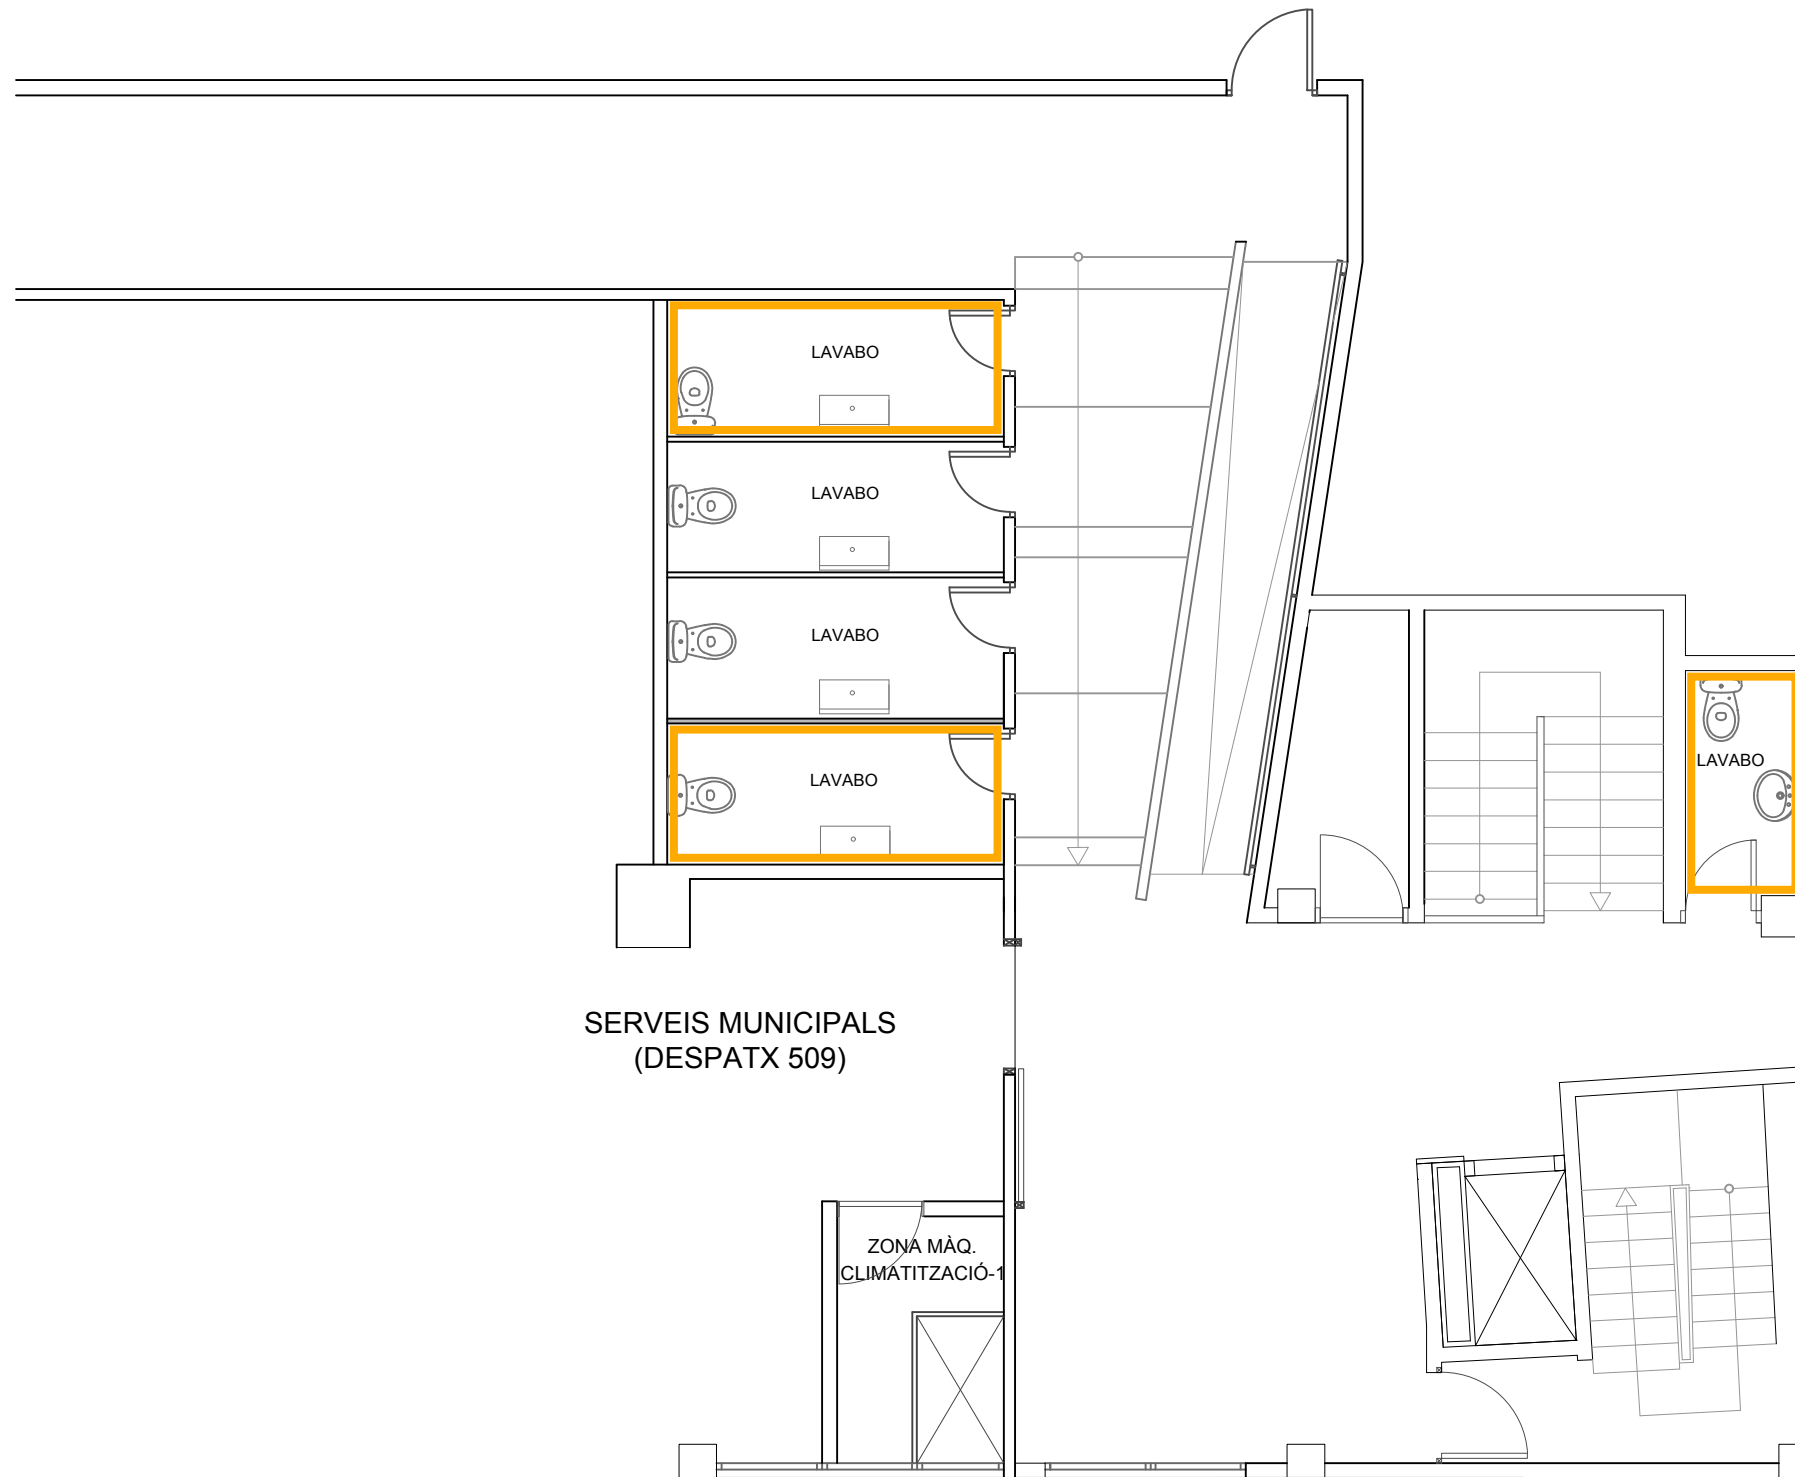 LAVABO
LAVABO
LAVABO
LAVABO
LAVABO
SERVEIS MUNICIPALS
(DESPATX 509)
ZONA MÀQ.
CLIMATITZACIÓ-1